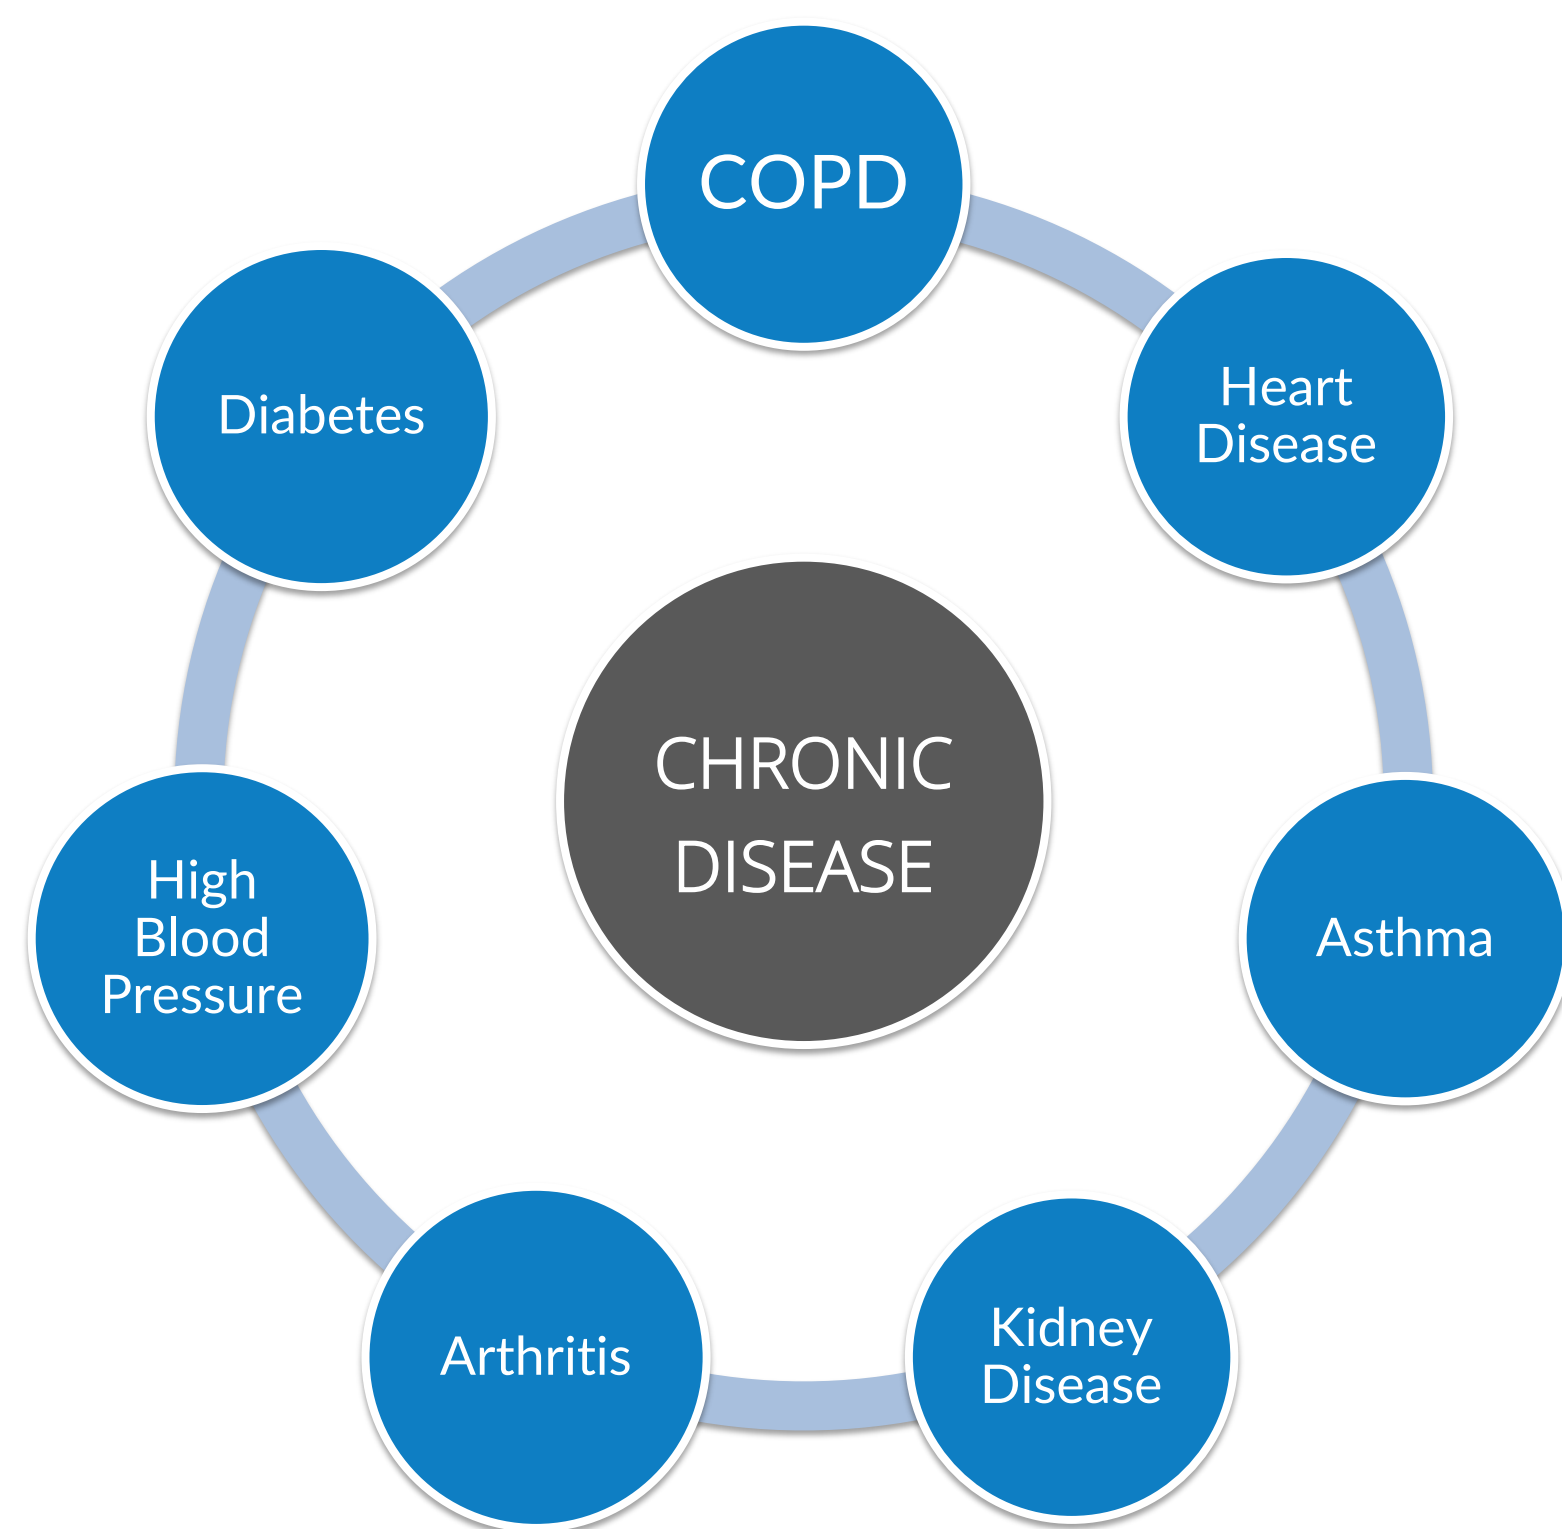 COPD
Heart
Disease
Asthma
Kidney
Disease
Arthritis
High
Blood
Pressure
Diabetes
CHRONIC
DISEASE